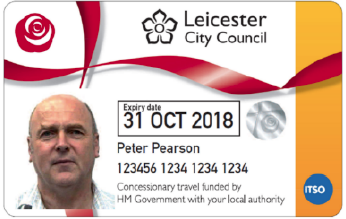 Leicester
City Council
Expiry date
31 OCT 2018
Peter Pearson
123456 1234 1234 1234
Concessionary travel funded by
HM Government with your local authority
ITSO